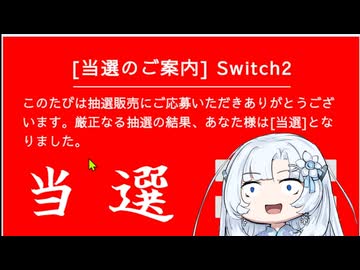 [当選のご案内] Switch2
このたびは抽選販売にご応募いただきありがとうござ
います。厳正なる抽選の結果、あなた様は[当選]とな
りました。
当選